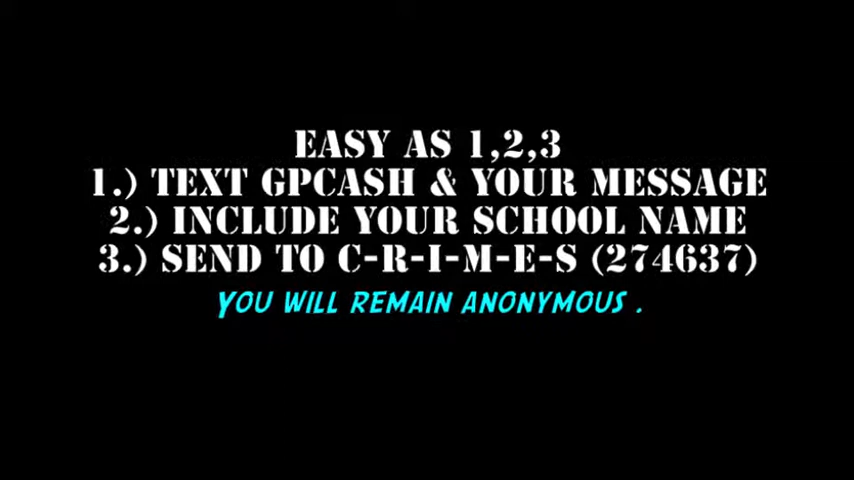 EASY AS 1,2,3
1.) TEXT GPCASH & YOUR MESSAGE
2.) INCLUDE YOUR SCHOOL NAME
3.) SEND TO C-R-I-M-E-S (274637)
YOU WILL REMAIN ANONYMOUS .